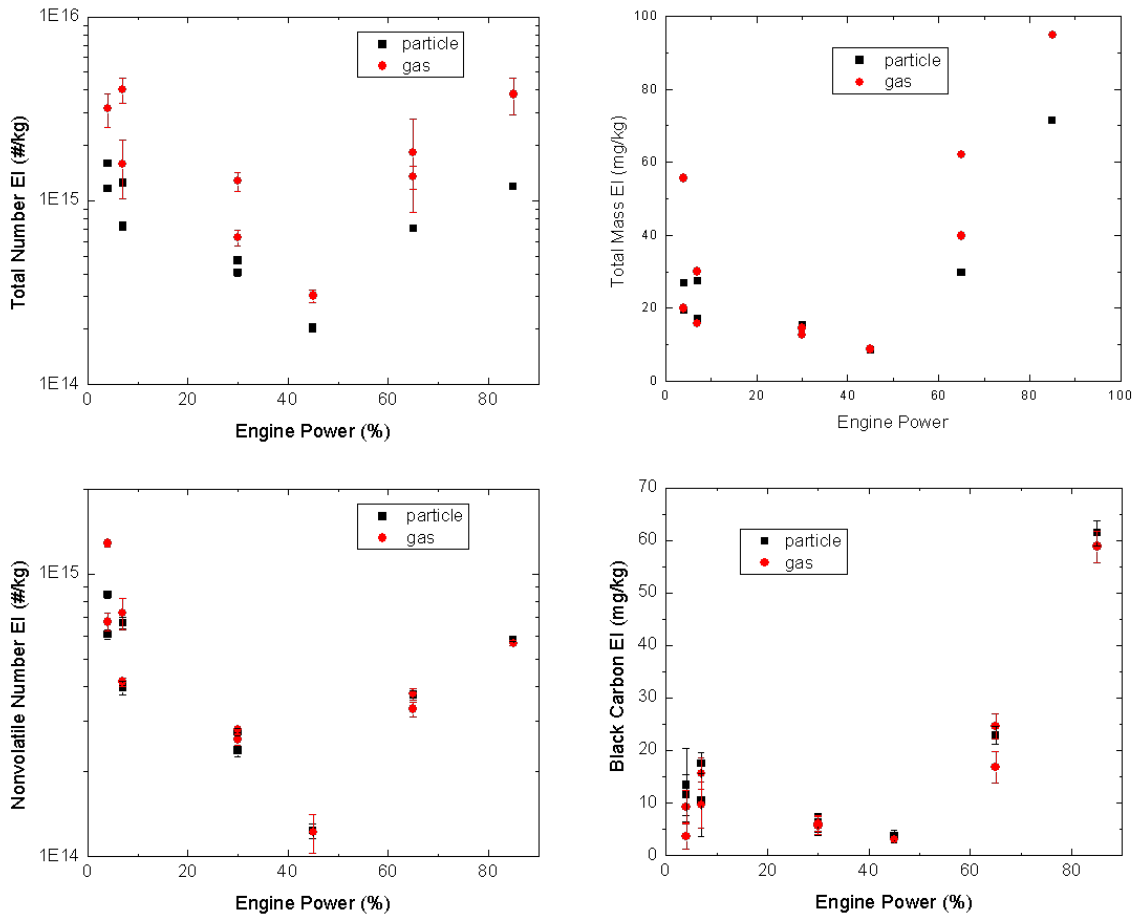 1E16
1E15
1E14
Total Number EI (#/kg)
particle
gas
0 20 40 60 80
Engine Power (%)
100
80
60
40
20
0
Total Mass EI (mg/kg)
particle
gas
0 20 40 60 80 100
Engine Power
1E15
1E14
Nonvolatile Number EI (#/kg)
particle
gas
0 20 40 60 80
Engine Power (%)
70
60
50
40
30
20
10
0
Black Carbon EI (mg/kg)
particle
gas
0 20 40 60 80
Engine Power (%)